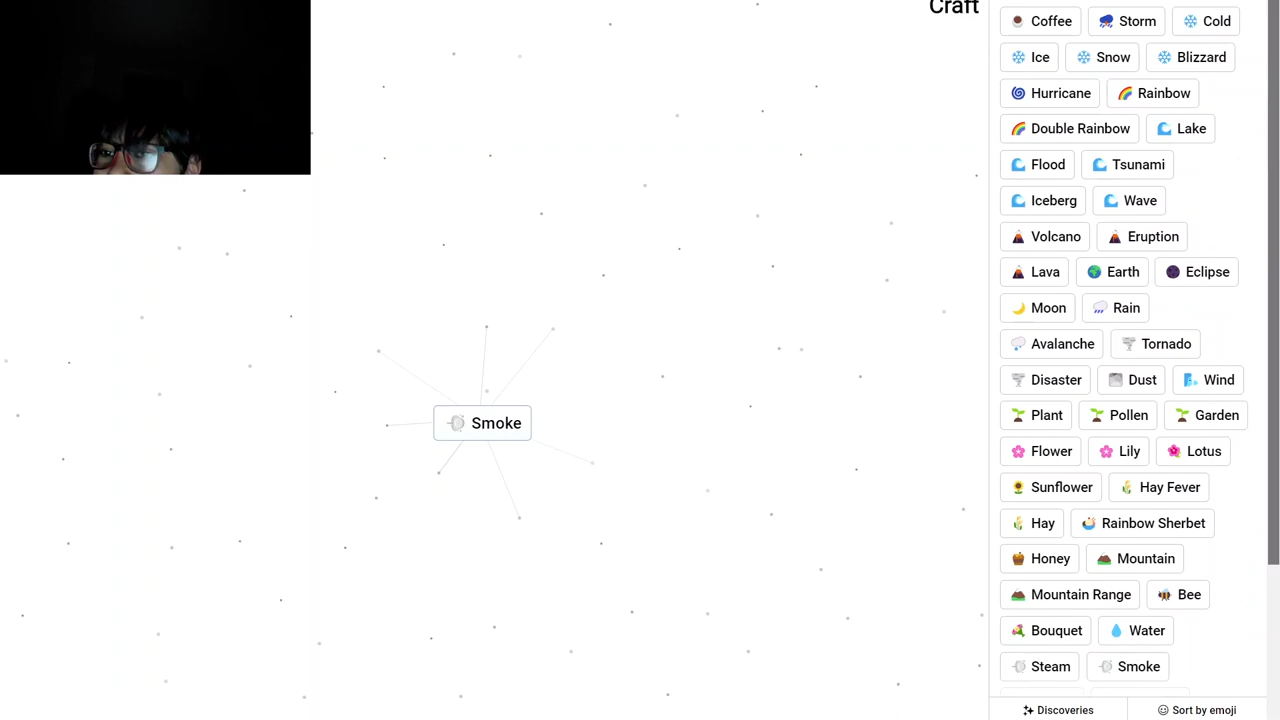 Craft
Coffee Storm Cold
Ice Snow Blizzard
Hurricane Rainbow
Double Rainbow Lake
Flood Tsunami
Iceberg Wave
Volcano Eruption
Lava Earth Eclipse
Moon Rain
Avalanche Tornado
Disaster Dust Wind
Plant Pollen Garden
Smoke
Flower Lily Lotus
Sunflower Hay Fever
Hay Rainbow Sherbet
Honey Mountain
Mountain Range Bee
Bouquet Water
Steam Smoke
Discoveries Sort by emoji